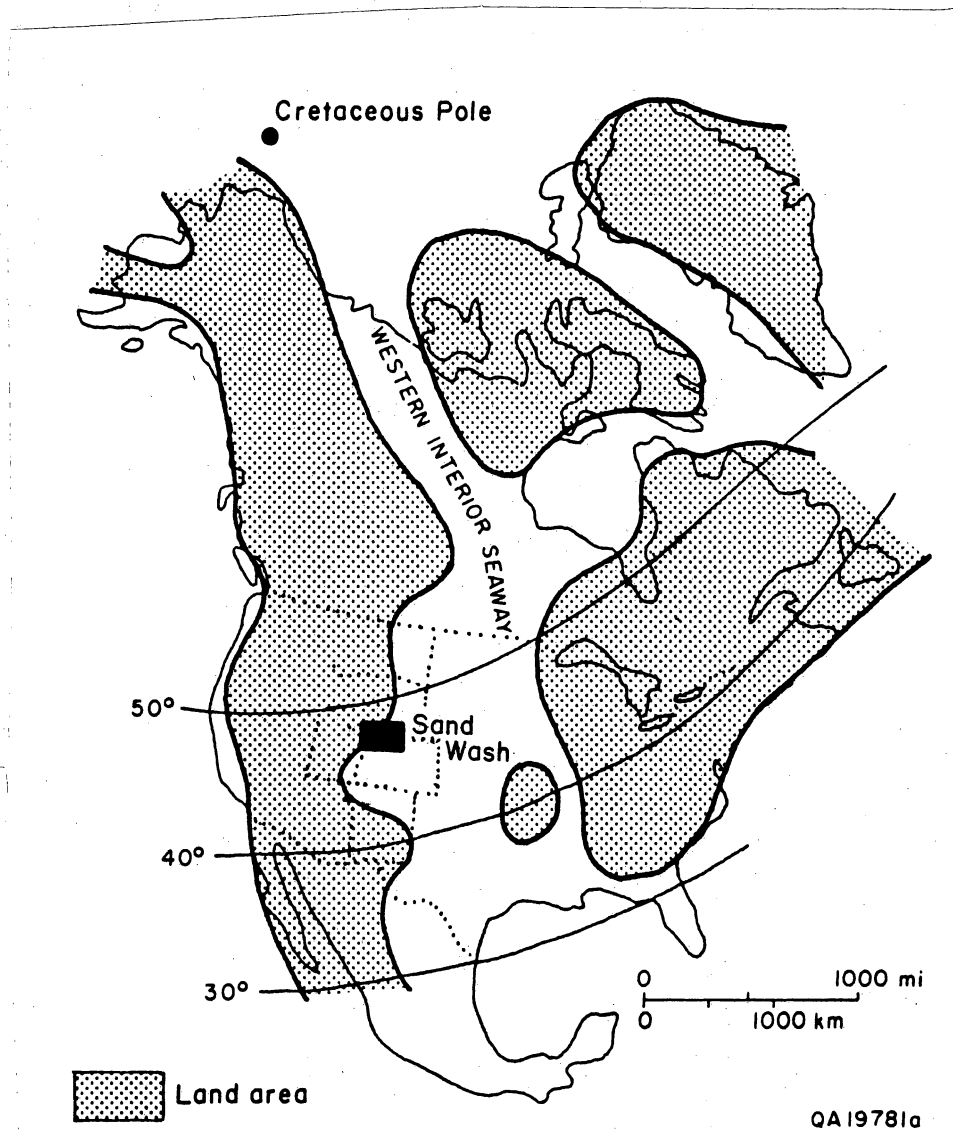 Cretaceous Pole
WESTERN INTERIOR SEAWAY
50°
Sand
Wash
40°
30°
0 1000 mi
0 1000 km
Land area
QA19781a